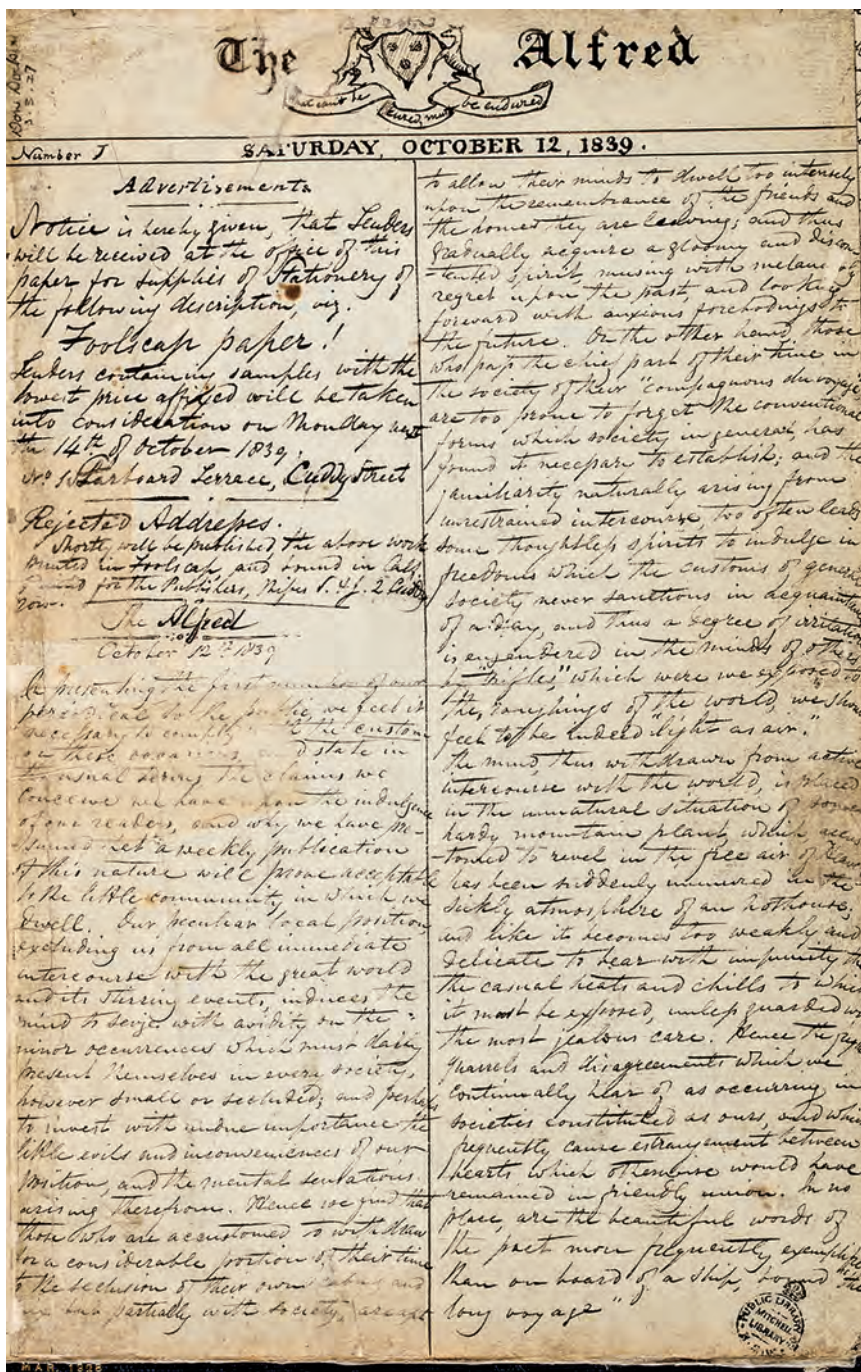 The Alfred
be endured
Number I
SATURDAY, OCTOBER 12, 1839.
Advertisements
Notice is hereby given, that Tenders
will be received at the office of this
paper for supplies of Stationery of
the following description, viz.
Foolscap paper!
Tenders containing samples with the
lowest price affixed will be taken
into consideration on Monday next
the 14th of October 1839.
Starboard Terrace, Cuddy Street
Rejected Addresses.
Shortly will be published, the above work
printed in Foolscap, and bound in Calf
for the Publishers,
row.
The Alfred
October 12th 1839
In presenting the first number of our
periodical to the public, we feel it
necessary to comply the custom
on these occasions, and state in
the usual terms the claims we
conceive we have upon the indulgence
of our readers, and why we have pre-
sumed that a weekly publication
of this nature will prove acceptable
to the little community in which we
dwell. Our peculiar local position,
excluding us from all immediate
intercourse with the great world
and its stirring events, induces the
mind to seize with avidity on the
minor occurrences which must daily
present themselves in every society,
however small or secluded; and perhaps
to invest with undue importance the
little evils and inconveniences of our
position, and the mental sensations
arising therefrom. Hence we find that
those who are accustomed to withdraw
for a considerable portion of their time
to the seclusion of their own and
partially with society, are apt
to allow their minds to dwell too intensely
upon the remembrance of the friends and
the homes they are leaving; and thus
gradually acquire a gloomy and discon
tented spirit, musing with
regret upon the past, and looking
forward with anxious forebodings to
the future. On the other hand, those
who pass the chief part of their time in
the society of their "compagnons du voyage"
are too prone to forget the conventional
forms which society in general, has
found it necessare to establish; and the
familiarity naturally arising from
unrestrained intercourse, too often leads
some thoughtless spirits to indulge in
freedoms which the customs of general
society never sanctions in
of a day, and thus a degree of irritation
is engendered in the minds of others
by "trifles," which were we exposed to
the roughings of the world, we should
feel to be indeed "light as air."
The mind, thus withdrawn from active
intercourse with the world, is placed
in the unnatural situation of some
hardy mountain plant, which accus
tomed to revel in the free air of
has been suddenly immured in the
sickly atmosphere of an hothouse;
and like it becomes too weakly and
delicate to bear with impunity the
the casual heats and chills to which
it must be exposed, unless guarded
the most jealous care. Hence the
quarrels and disagreements which we
continually hear of as occurring in
societies constituted as ours, and which
frequently cause estrangement between
hearts which otherwise would have
remained in friendly union. In no
place, are the beautiful words of
the poet more frequently
than on board of a ship, bound "the
long voyage"
PUBLIC LIBRARY
MITCHELL
LIBRARY